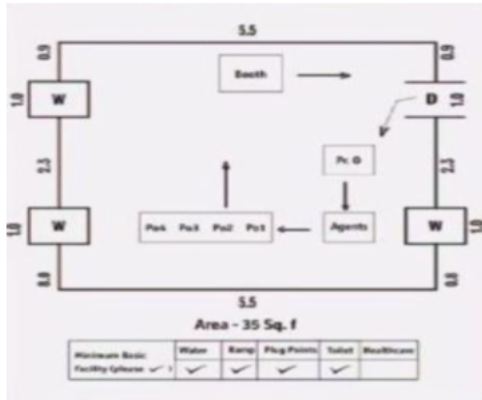 5.5
0.9 0.9
Booth
1.0 W D 1.0
2.3 2.3
Pr. O
1.0 W Po4 Po3 Po2 Po1 Agents W 1.0
0.8 0.8
5.5
Area - 35 Sq. f
Minimum Basic Water Ramp Plug Points Toilet Healthcare
Facility (please ✓ ) ✓ ✓ ✓ ✓